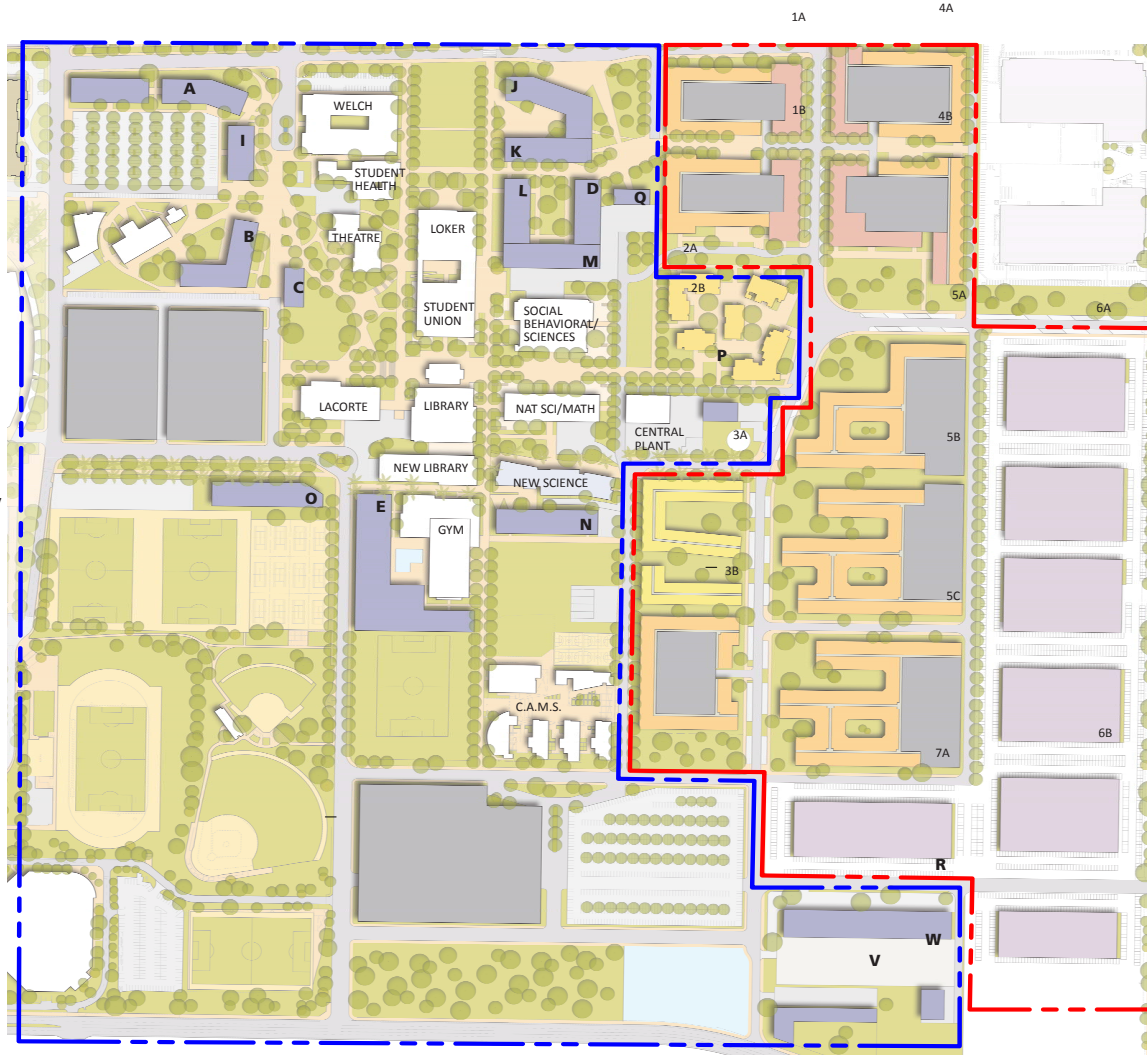 4A
1A
J
A
WELCH
1B
4B
I
K
STUDENT
HEALTH
L
D
Q
LOKER
B
THEATRE
2A
M
C
2B
5A
STUDENT
UNION
SOCIAL
BEHAVIORAL/
SCIENCES
6A
P
LACORTE
LIBRARY
NAT SCI/MATH
CENTRAL
PLANT
3A
5B
NEW LIBRARY
NEW SCIENCE
O
E
GYM
N
3B
5C
C.A.M.S.
6B
7A
R
W
V